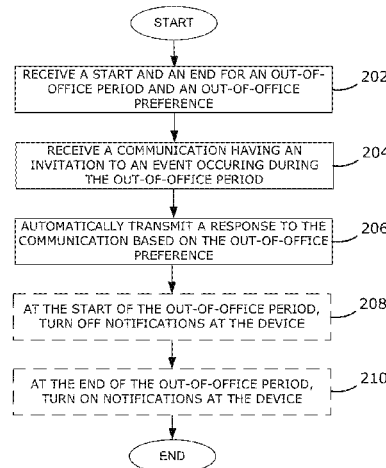 START
RECEIVE A START AND AN END FOR AN OUT-OF-
OFFICE PERIOD AND AN OUT-OF-OFFICE
PREFERENCE
202
RECEIVE A COMMUNICATION HAVING AN
INVITATION TO AN EVENT OCCURING DURING
THE OUT-OF-OFFICE PERIOD
204
AUTOMATICALLY TRANSMIT A RESPONSE TO THE
COMMUNICATION BASED ON THE OUT-OF-OFFICE
PREFERENCE
206
AT THE START OF THE OUT-OF-OFFICE PERIOD,
TURN OFF NOTIFICATIONS AT THE DEVICE
208
AT THE END OF THE OUT-OF-OFFICE PERIOD,
TURN ON NOTIFICATIONS AT THE DEVICE
210
END